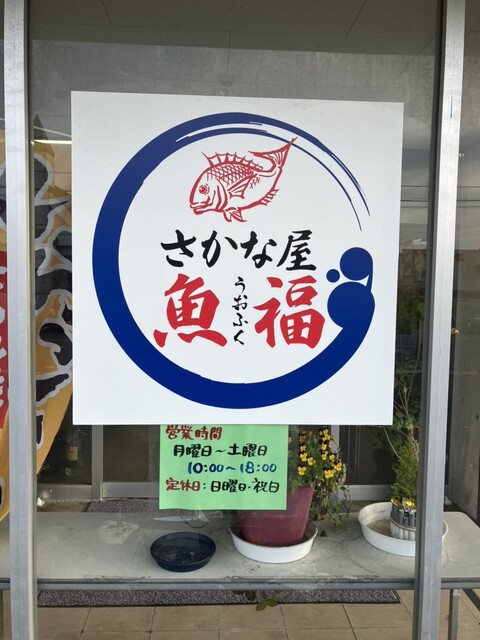 さかな屋
魚福
うおふく
営業時間
月曜日～土曜日
10:00～18:00
定休日:日曜日・祝日